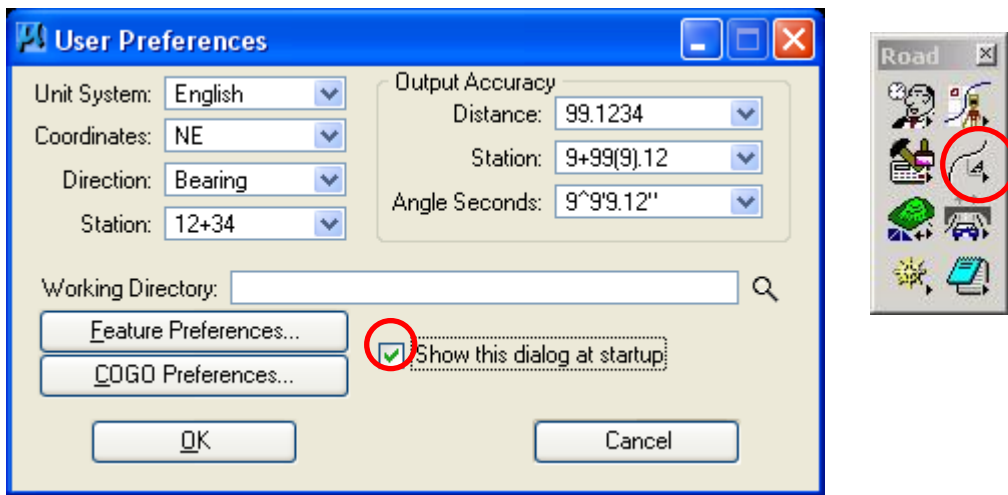 User Preferences
Unit System: English
Coordinates: NE
Direction: Bearing
Station: 12+34
Output Accuracy
Distance: 99.1234
Station: 9+99(9).12
Angle Seconds: 9^9'9.12"
Working Directory:
Feature Preferences...
COGO Preferences...
Show this dialog at startup
OK
Cancel
Road